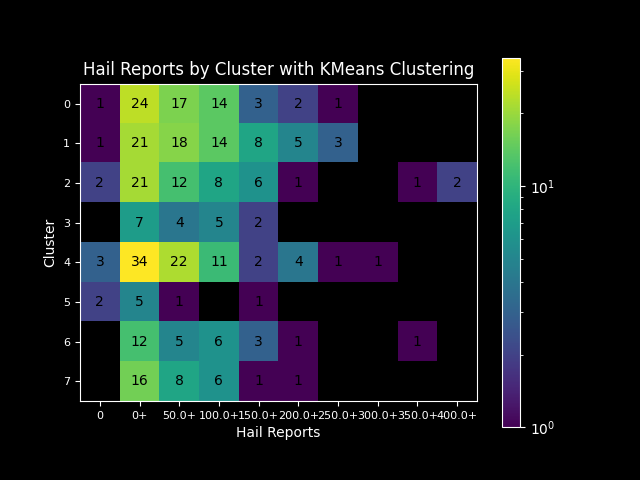 Hail Reports by Cluster with KMeans Clustering
0 1 24 17 14 3 2 1
1 1 21 18 14 8 5 3
2 2 21 12 8 6 1 1 2
3 7 4 5 2
4 3 34 22 11 2 4 1 1
5 2 5 1 1
6 12 5 6 3 1 1
7 16 8 6 1 1
0 0+ 50.0+ 100.0+ 150.0+ 200.0+ 250.0+ 300.0+ 350.0+ 400.0+
Hail Reports
Cluster
10¹
10⁰